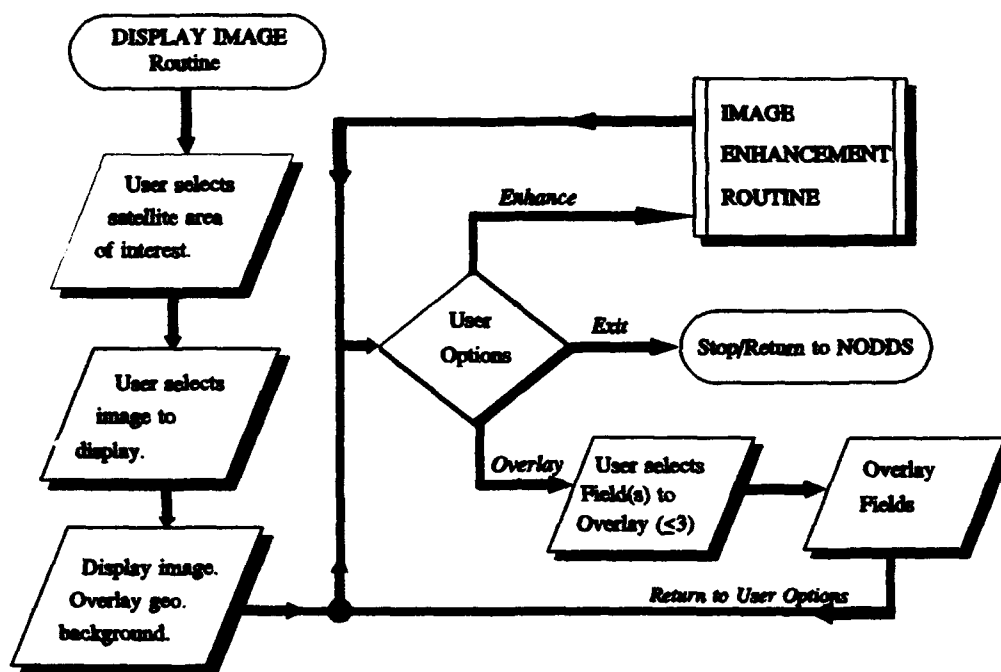 DISPLAY IMAGE
Routine
User selects
satellite area
of interest.
User selects
image to
display.
Display image.
Overlay geo.
background.
IMAGE
ENHANCEMENT
ROUTINE
Enhance
User
Options
Exit
Stop/Return to NODDS
Overlay
User selects
Field(s) to
Overlay (≤3)
Overlay
Fields
Return to User Options